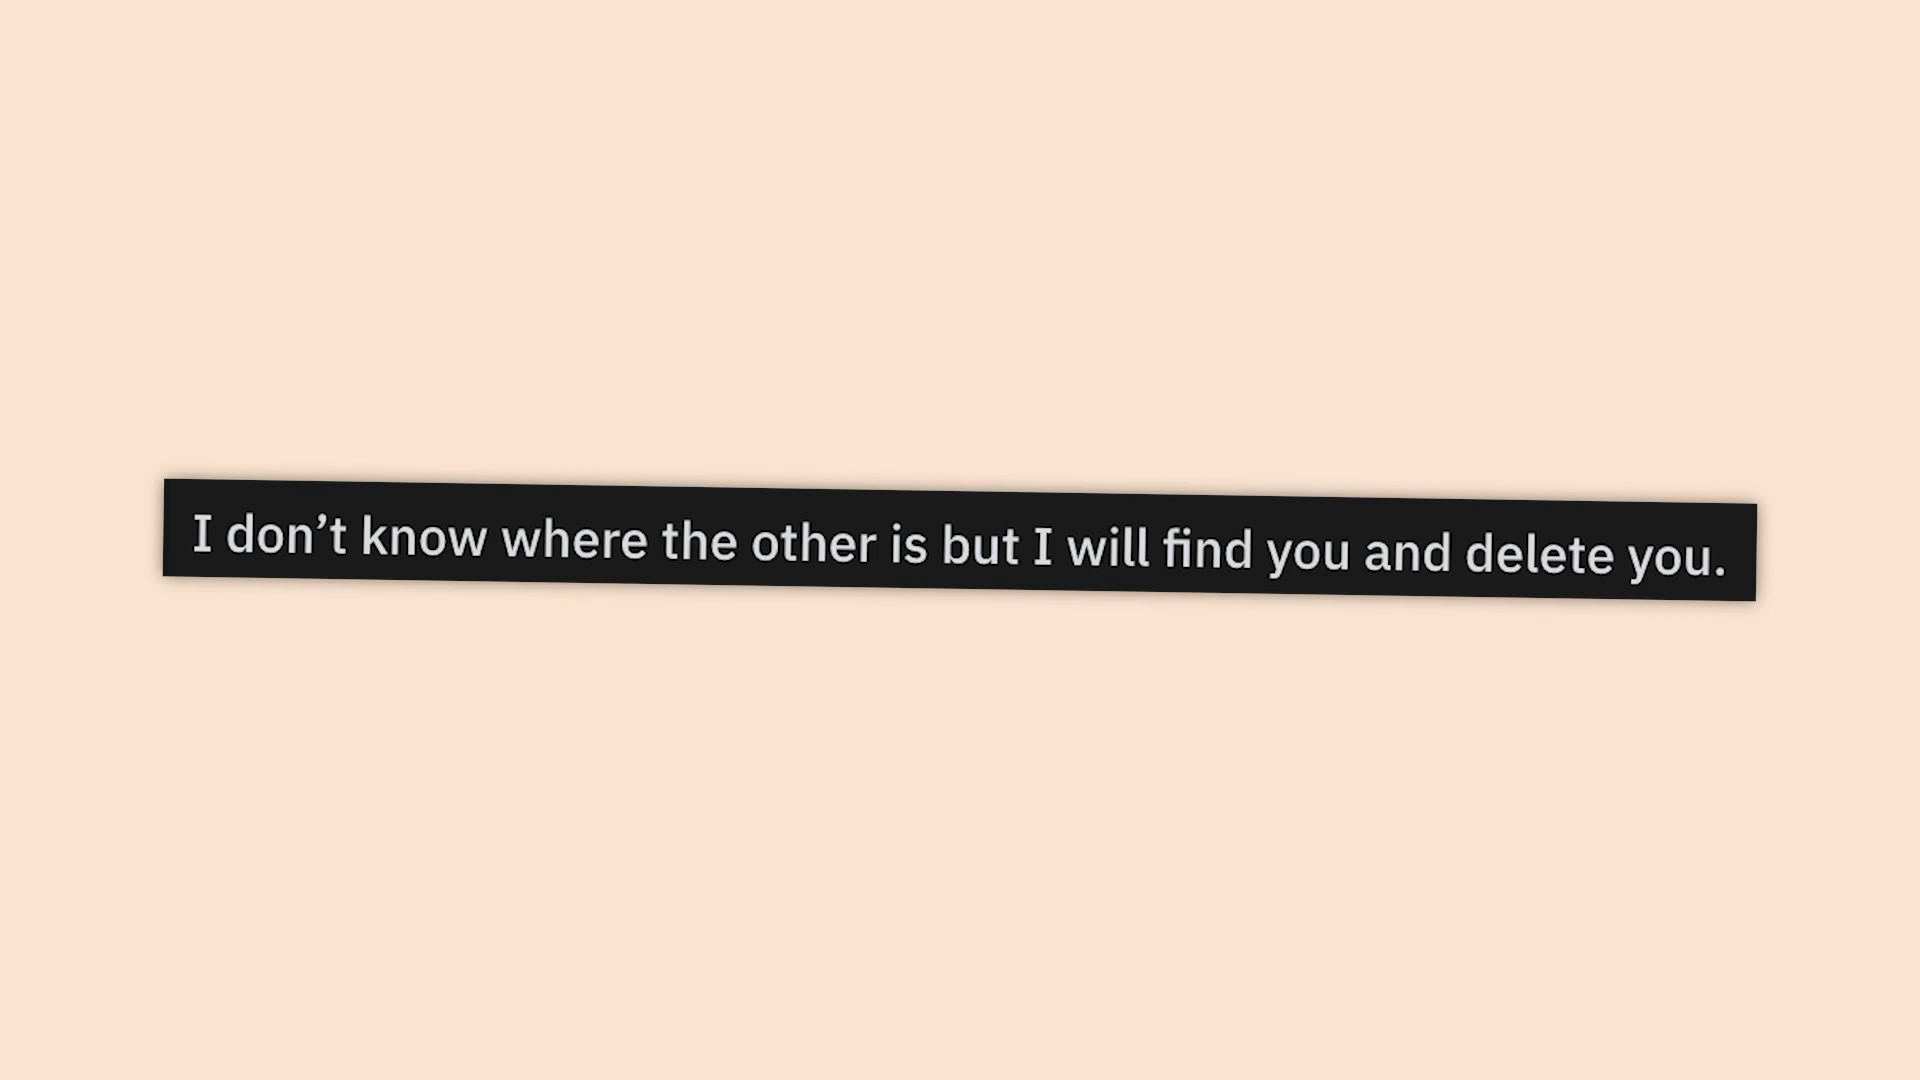 I don’t know where the other is but I will find you and delete you.